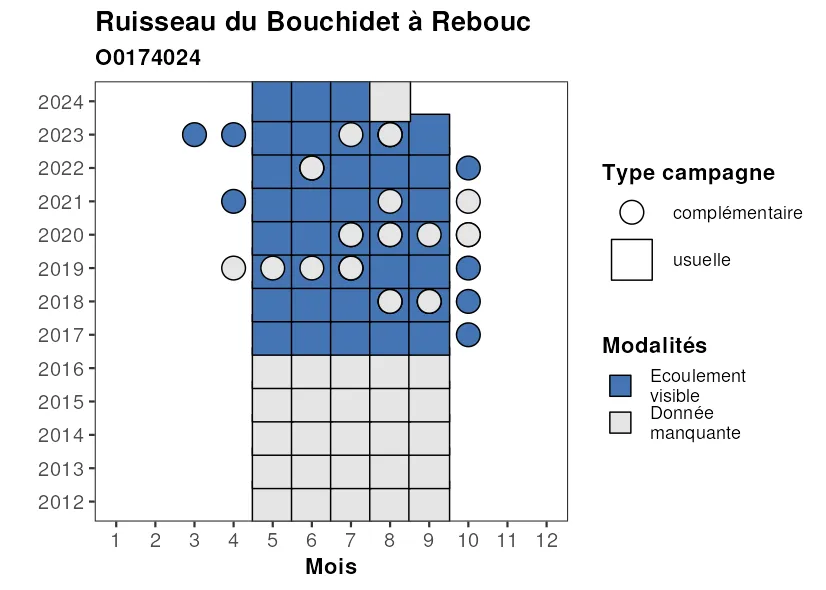 Ruisseau du Bouchidet à Rebouc
O0174024
2024
2023
2022
2021
2020
2019
2018
2017
2016
2015
2014
2013
2012
1 2 3 4 5 6 7 8 9 10 11 12
Mois
Type campagne
complémentaire
usuelle
Modalités
Ecoulement
visible
Donnée
manquante